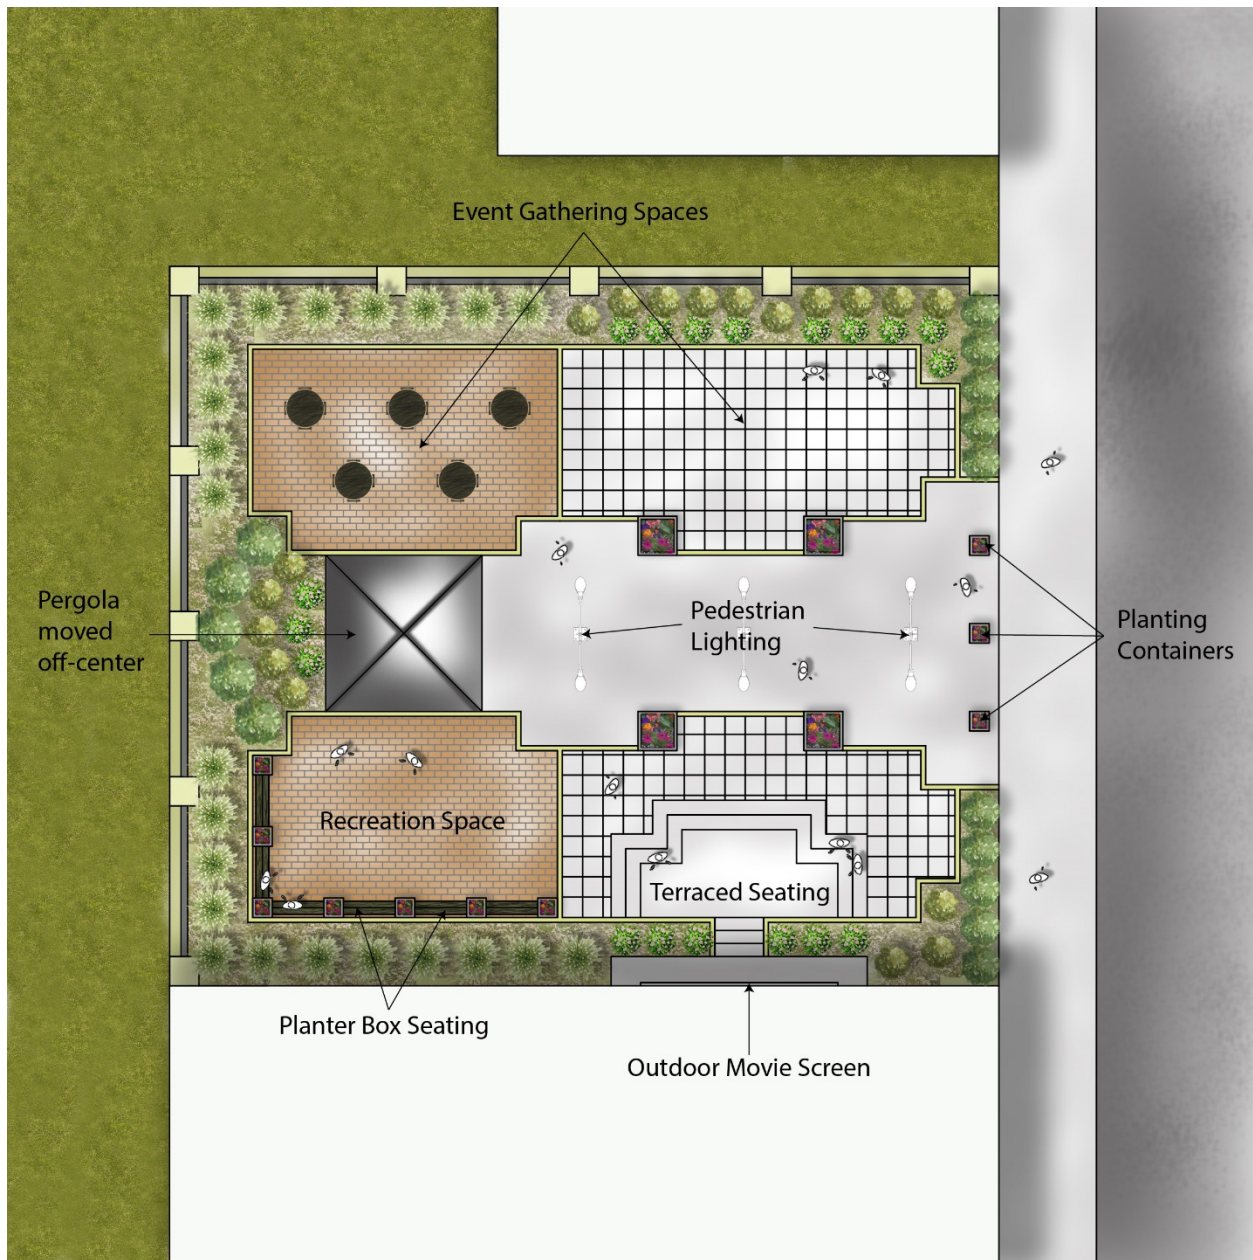 Event Gathering Spaces
Pergola
moved
off-center
Pedestrian
Lighting
Planting
Containers
Recreation Space
Terraced Seating
Planter Box Seating
Outdoor Movie Screen